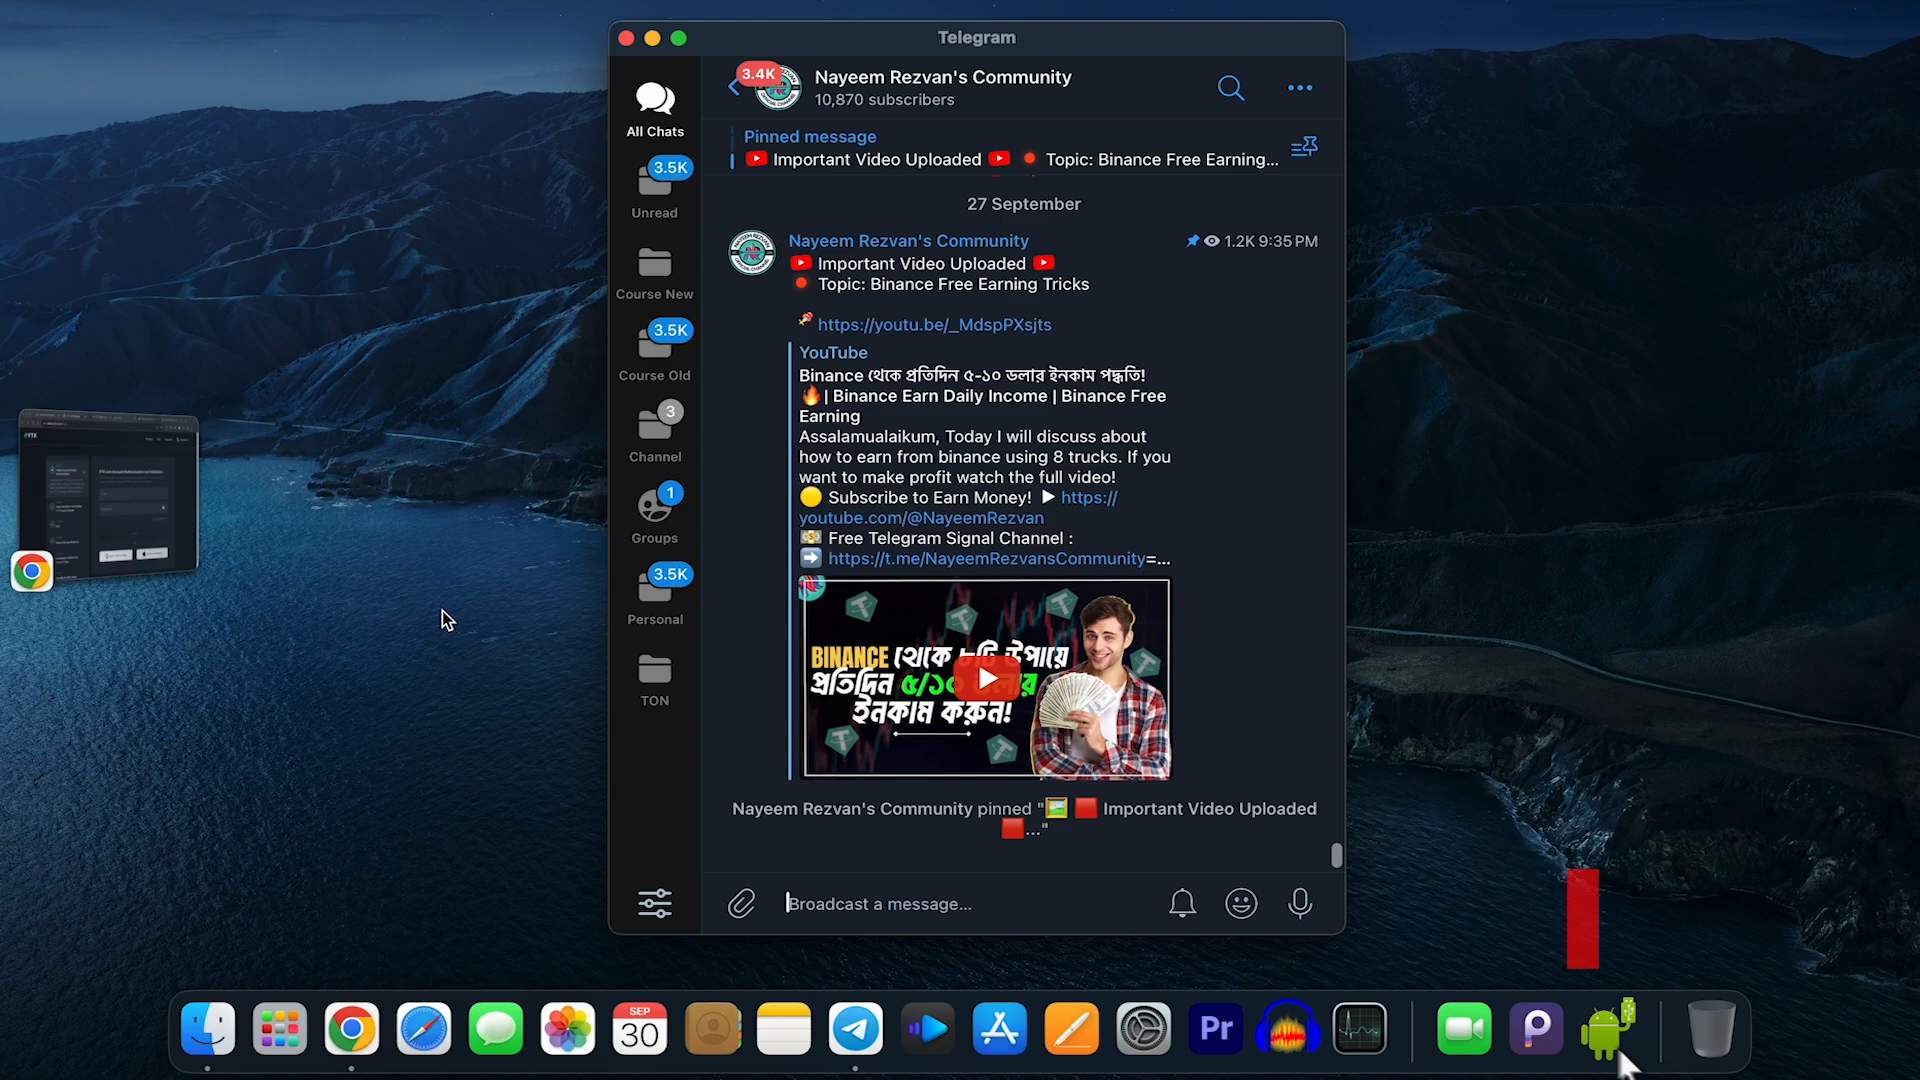 Telegram
All Chats
3.5K
Unread
Course New
3.5K
Course Old
3
Channel
1
Groups
3.5K
Personal
TON
3.4K
Nayeem Rezvan's Community
10,870 subscribers
Pinned message
Important Video Uploaded Topic: Binance Free Earning...
27 September
Nayeem Rezvan's Community 1.2K 9:35 PM
Important Video Uploaded
Topic: Binance Free Earning Tricks
https://youtu.be/_MdspPXsjts
YouTube
Binance থেকে প্রতিদিন ৫-১০ ডলার ইনকাম পদ্ধতি!
🔥 | Binance Earn Daily Income | Binance Free
Earning
Assalamualaikum, Today I will discuss about
how to earn from binance using 8 trucks. If you
want to make profit watch the full video!
🟡 Subscribe to Earn Money! ▶ https://
youtube.com/@NayeemRezvan
💵 Free Telegram Signal Channel :
➡️ https://t.me/NayeemRezvansCommunity=...
BINANCE থেকে ৮টি উপায়ে
প্রতিদিন ৫/১০ ডলার
ইনকাম করুন!
Nayeem Rezvan's Community pinned "🖼 🟥 Important Video Uploaded
🟥..."
Broadcast a message...
FTX
SEP
30
Pr